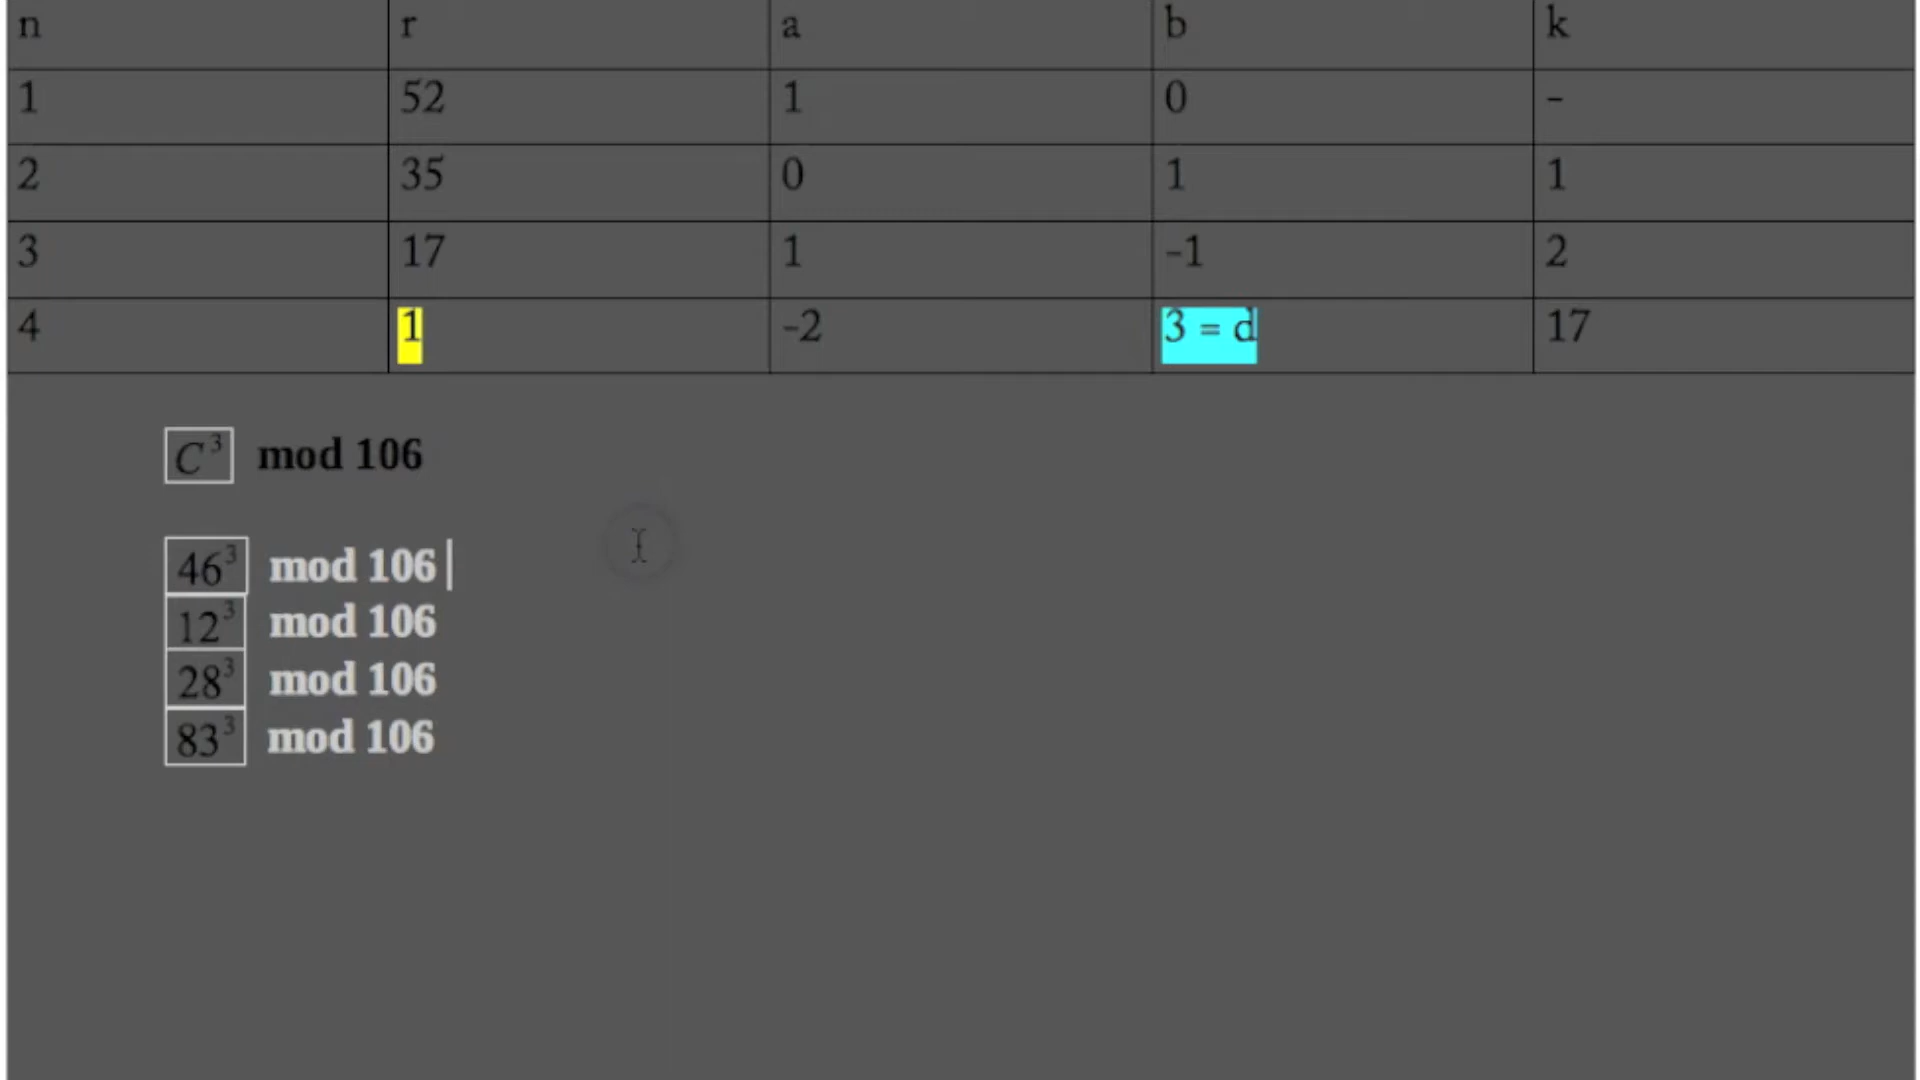 n r a b k
1 52 1 0 -
2 35 0 1 1
3 17 1 -1 2
4 1 -2 3 = d 17
C³ mod 106
46³ mod 106
12³ mod 106
28³ mod 106
83³ mod 106